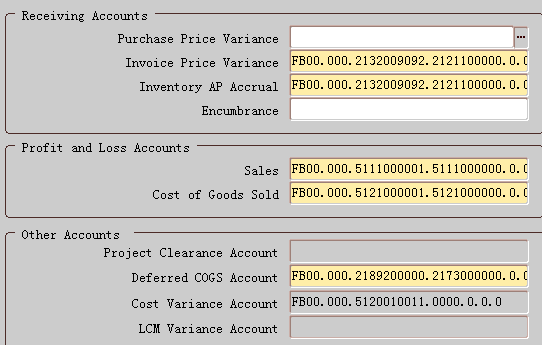 Receiving Accounts
Purchase Price Variance ...
Invoice Price Variance FB00.000.2132009092.2121100000.0.0
Inventory AP Accrual FB00.000.2132009092.2121100000.0.0
Encumbrance
Profit and Loss Accounts
Sales FB00.000.5111000001.5111000000.0.0
Cost of Goods Sold FB00.000.5121000001.5121000000.0.0
Other Accounts
Project Clearance Account
Deferred COGS Account FB00.000.2189200000.2173000000.0.0
Cost Variance Account FB00.000.5120010011.0000.0.0.0
LCM Variance Account